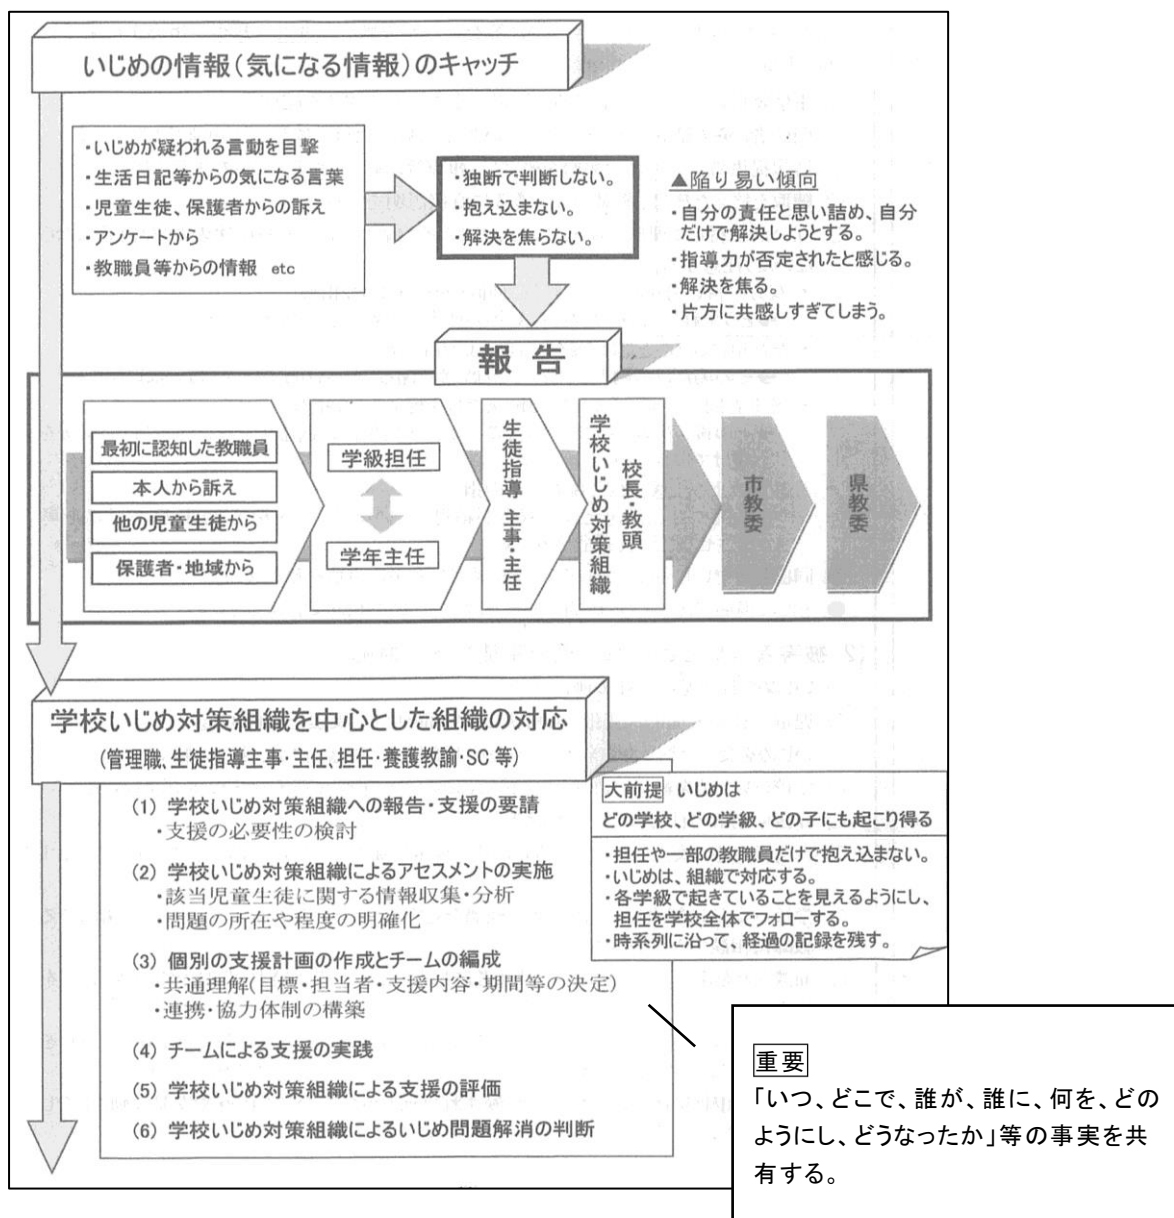 いじめの情報(気になる情報)のキャッチ
・いじめが疑われる言動を目撃
・生活日記等からの気になる言葉
・児童生徒、保護者からの訴え
・アンケートから
・教職員等からの情報 etc
・独断で判断しない。
・抱え込まない。
・解決を焦らない。
▲陥り易い傾向
・自分の責任と思い詰め、自分
だけで解決しようとする。
・指導力が否定されたと感じる。
・解決を焦る。
・片方に共感しすぎてしまう。
報 告
最初に認知した教職員
本人から訴え
他の児童生徒から
保護者・地域から
学級担任
学年主任
生徒指導 主事・主任
学校いじめ対策組織
校長・教頭
市教委
県教委
学校いじめ対策組織を中心とした組織の対応
(管理職、生徒指導主事・主任、担任・養護教諭・SC 等)
(1) 学校いじめ対策組織への報告・支援の要請
・支援の必要性の検討
(2) 学校いじめ対策組織によるアセスメントの実施
・該当児童生徒に関する情報収集・分析
・問題の所在や程度の明確化
(3) 個別の支援計画の作成とチームの編成
・共通理解(目標・担当者・支援内容・期間等の決定)
・連携・協力体制の構築
(4) チームによる支援の実践
(5) 学校いじめ対策組織による支援の評価
(6) 学校いじめ対策組織によるいじめ問題解消の判断
大前提 いじめは
どの学校、どの学級、どの子にも起こり得る
・担任や一部の教職員だけで抱え込まない。
・いじめは、組織で対応する。
・各学級で起きていることを見えるようにし、
担任を学校全体でフォローする。
・時系列に沿って、経過の記録を残す。
重要
「いつ、どこで、誰が、誰に、何を、どの
ようにし、どうなったか」等の事実を共
有する。